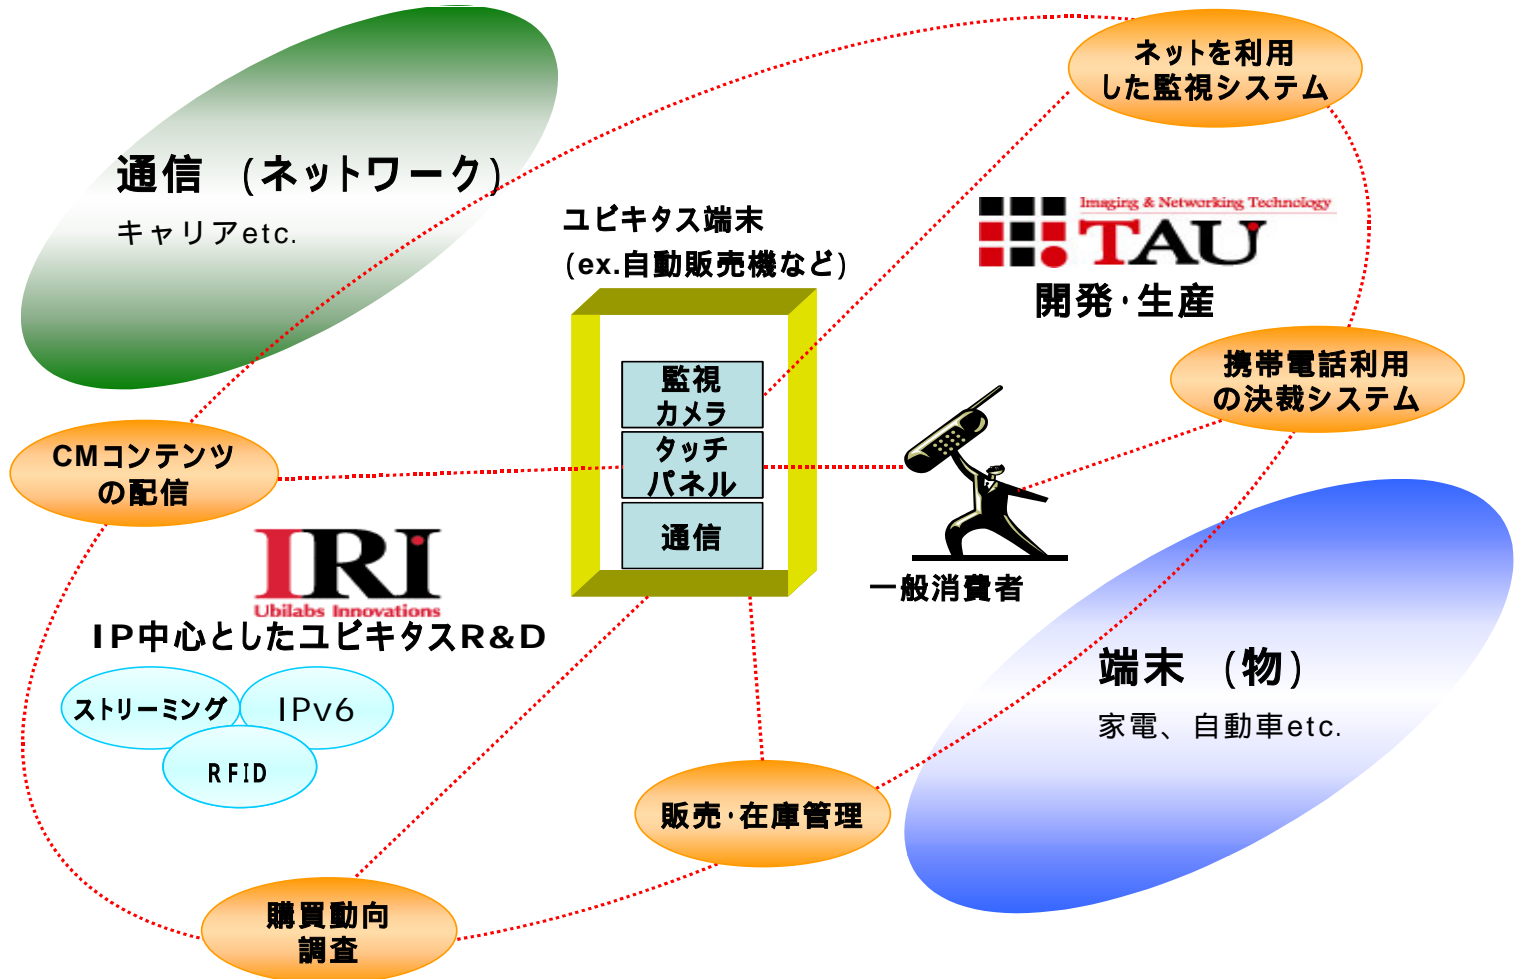 ネットを利用
した監視システム
通信 (ネットワーク)
キャリアetc.
ユビキタス端末
(ex.自動販売機など)
Imaging & Networking Technology
TAU
開発・生産
監視
カメラ
タッチ
パネル
通信
携帯電話利用
の決裁システム
CMコンテンツ
の配信
一般消費者
IRI
Ubilabs Innovations
IP中心としたユビキタスR&D
ストリーミング
IPv6
RFID
端末 (物)
家電、自動車etc.
販売・在庫管理
購買動向
調査